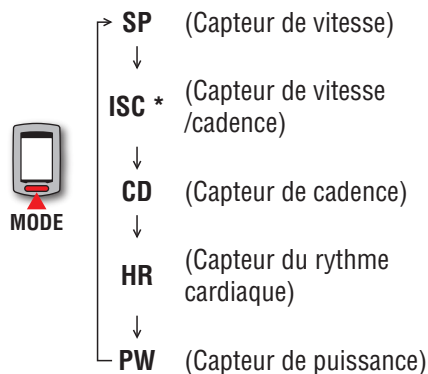 SP (Capteur de vitesse)
ISC * (Capteur de vitesse
/cadence)
CD (Capteur de cadence)
MODE
HR (Capteur du rythme
cardiaque)
PW (Capteur de puissance)